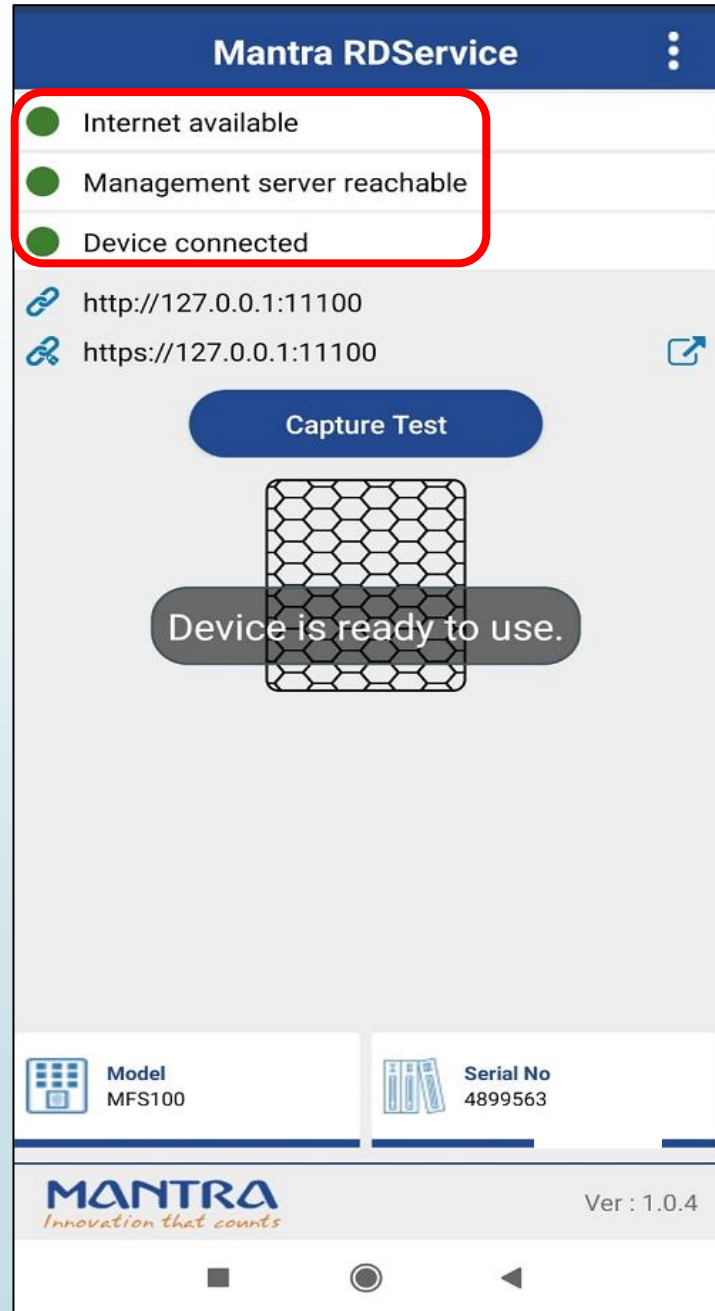 Mantra RDService
Internet available
Management server reachable
Device connected
http://127.0.0.1:11100
https://127.0.0.1:11100
Capture Test
Device is ready to use.
Model
MFS100
Serial No
4899563
MANTRA
Innovation that counts
Ver : 1.0.4